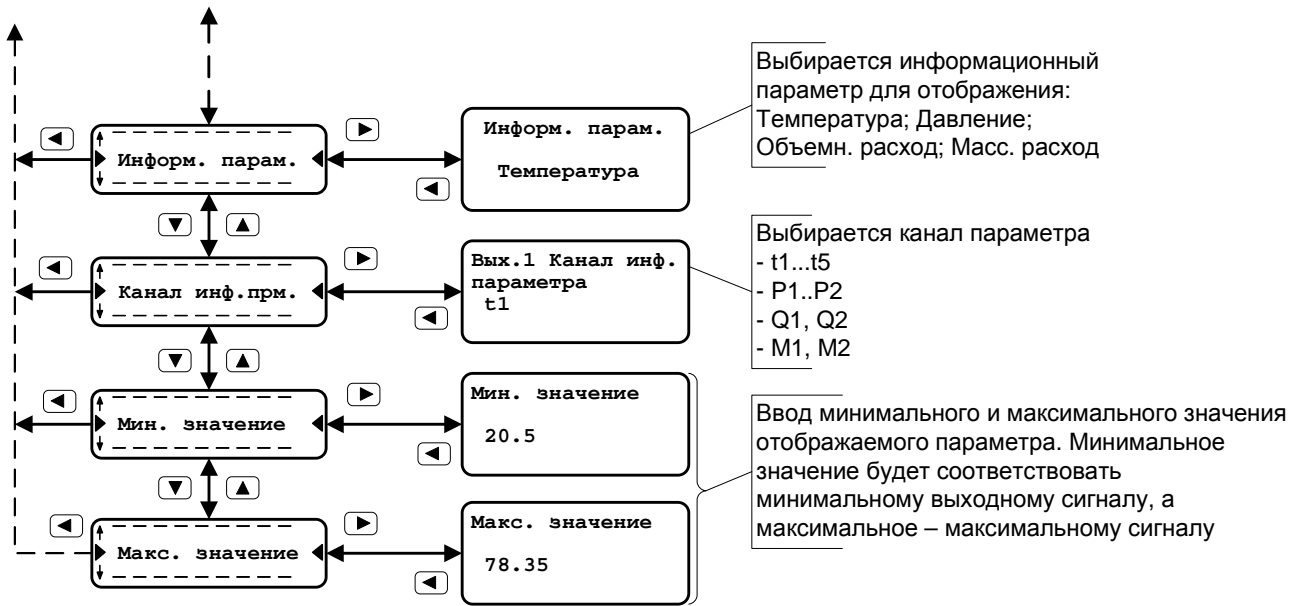 Выбирается информационный
параметр для отображения:
Температура; Давление;
Объемн. расход; Масс. расход
Информ. парам.
Информ. парам.
Температура
Выбирается канал параметра
- t1...t5
- P1..P2
- Q1, Q2
- M1, M2
Канал инф.прм.
Вых.1 Канал инф.
параметра
t1
Мин. значение
Мин. значение
20.5
Ввод минимального и максимального значения
отображаемого параметра. Минимальное
значение будет соответствовать
минимальному выходному сигналу, а
максимальное – максимальному сигналу
Макс. значение
Макс. значение
78.35